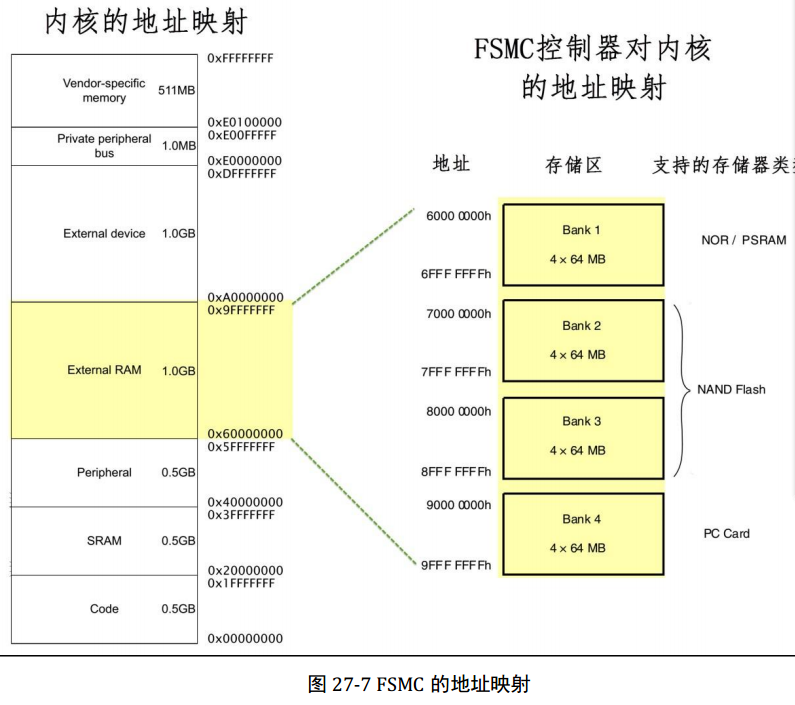 内核的地址映射
0xFFFFFFFF
Vendor-specific
memory
511MB
0xE0100000
0xE00FFFFF
Private peripheral
bus
1.0MB
0xE0000000
0xDFFFFFFF
External device
1.0GB
0xA0000000
0x9FFFFFFF
External RAM
1.0GB
0x60000000
0x5FFFFFFF
Peripheral
0.5GB
0x40000000
0x3FFFFFFF
SRAM
0.5GB
0x20000000
0x1FFFFFFF
Code
0.5GB
0x00000000
FSMC控制器对内核
的地址映射
地址 存储区 支持的存储器类
6000 0000h
Bank 1
4 × 64 MB
6FFF FFFFh
NOR / PSRAM
7000 0000h
Bank 2
4 × 64 MB
7FFF FFFFh
8000 0000h
Bank 3
4 × 64 MB
8FFF FFFFh
NAND Flash
9000 0000h
Bank 4
4 × 64 MB
9FFF FFFFh
PC Card
图 27-7 FSMC 的地址映射